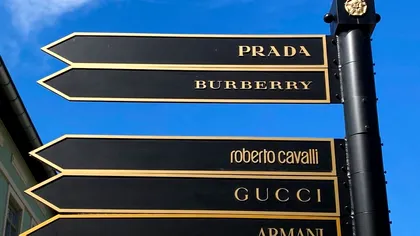 PRADA
BURBERRY
roberto cavalli
GUCCI
ARMANI